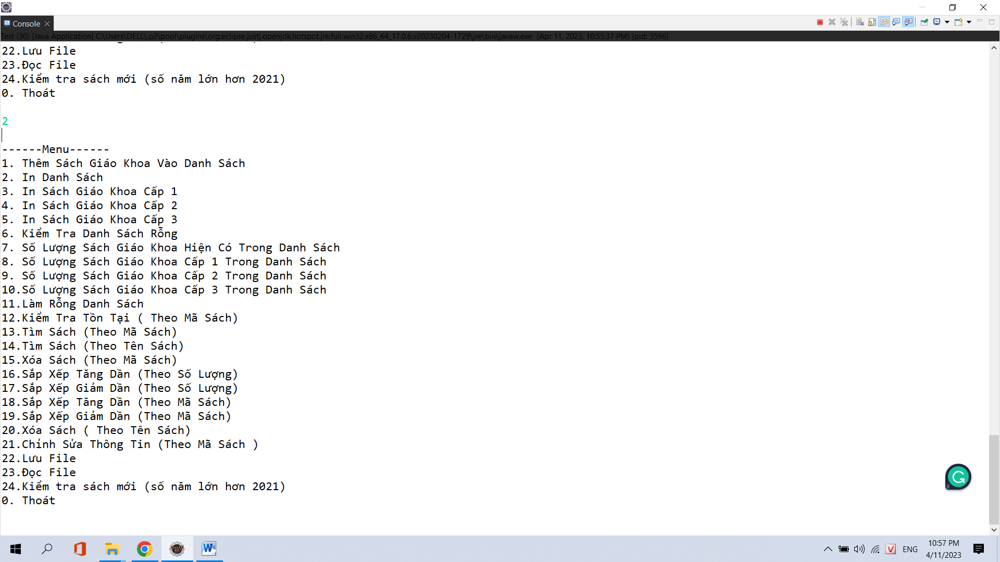 Console
Test (30) [Java Application] C:\Users\DELL\.p2\pool\plugins\org.eclipse.justj.openjdk.hotspot.jre.full.win32.x86_64_17.0.6.v20230204-1729\jre\bin\javaw.exe (Apr 11, 2023, 10:55:37 PM) [pid: 3596]
22.Lưu File
23.Đọc File
24.Kiểm tra sách mới (số năm lớn hơn 2021)
0. Thoát
2
------Menu------
1. Thêm Sách Giáo Khoa Vào Danh Sách
2. In Danh Sách
3. In Sách Giáo Khoa Cấp 1
4. In Sách Giáo Khoa Cấp 2
5. In Sách Giáo Khoa Cấp 3
6. Kiểm Tra Danh Sách Rỗng
7. Số Lượng Sách Giáo Khoa Hiện Có Trong Danh Sách
8. Số Lượng Sách Giáo Khoa Cấp 1 Trong Danh Sách
9. Số Lượng Sách Giáo Khoa Cấp 2 Trong Danh Sách
10.Số Lượng Sách Giáo Khoa Cấp 3 Trong Danh Sách
11.Làm Rỗng Danh Sách
12.Kiểm Tra Tồn Tại ( Theo Mã Sách)
13.Tìm Sách (Theo Mã Sách)
14.Tìm Sách (Theo Tên Sách)
15.Xóa Sách (Theo Mã Sách)
16.Sắp Xếp Tăng Dần (Theo Số Lượng)
17.Sắp Xếp Giảm Dần (Theo Số Lượng)
18.Sắp Xếp Tăng Dần (Theo Mã Sách)
19.Sắp Xếp Giảm Dần (Theo Mã Sách)
20.Xóa Sách ( Theo Tên Sách)
21.Chỉnh Sửa Thông Tin (Theo Mã Sách )
22.Lưu File
23.Đọc File
24.Kiểm tra sách mới (số năm lớn hơn 2021)
0. Thoát
ENG
10:57 PM
4/11/2023